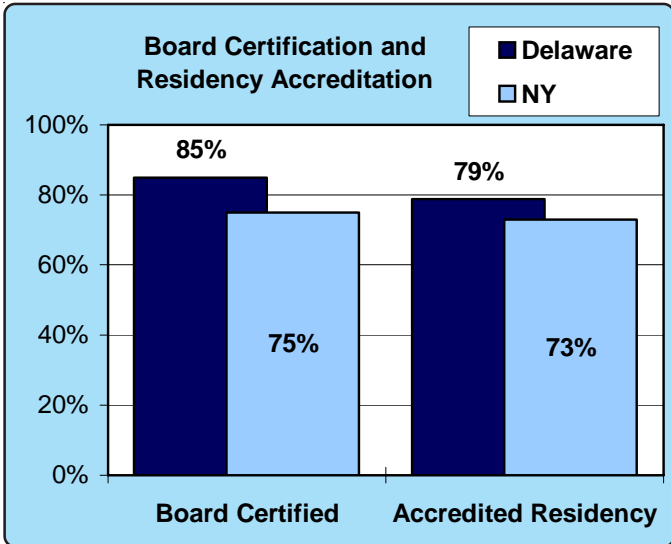 Board Certification and
Residency Accreditation
Delaware
NY
100%
80%
60%
40%
20%
0%
85%
75%
79%
73%
Board Certified
Accredited Residency